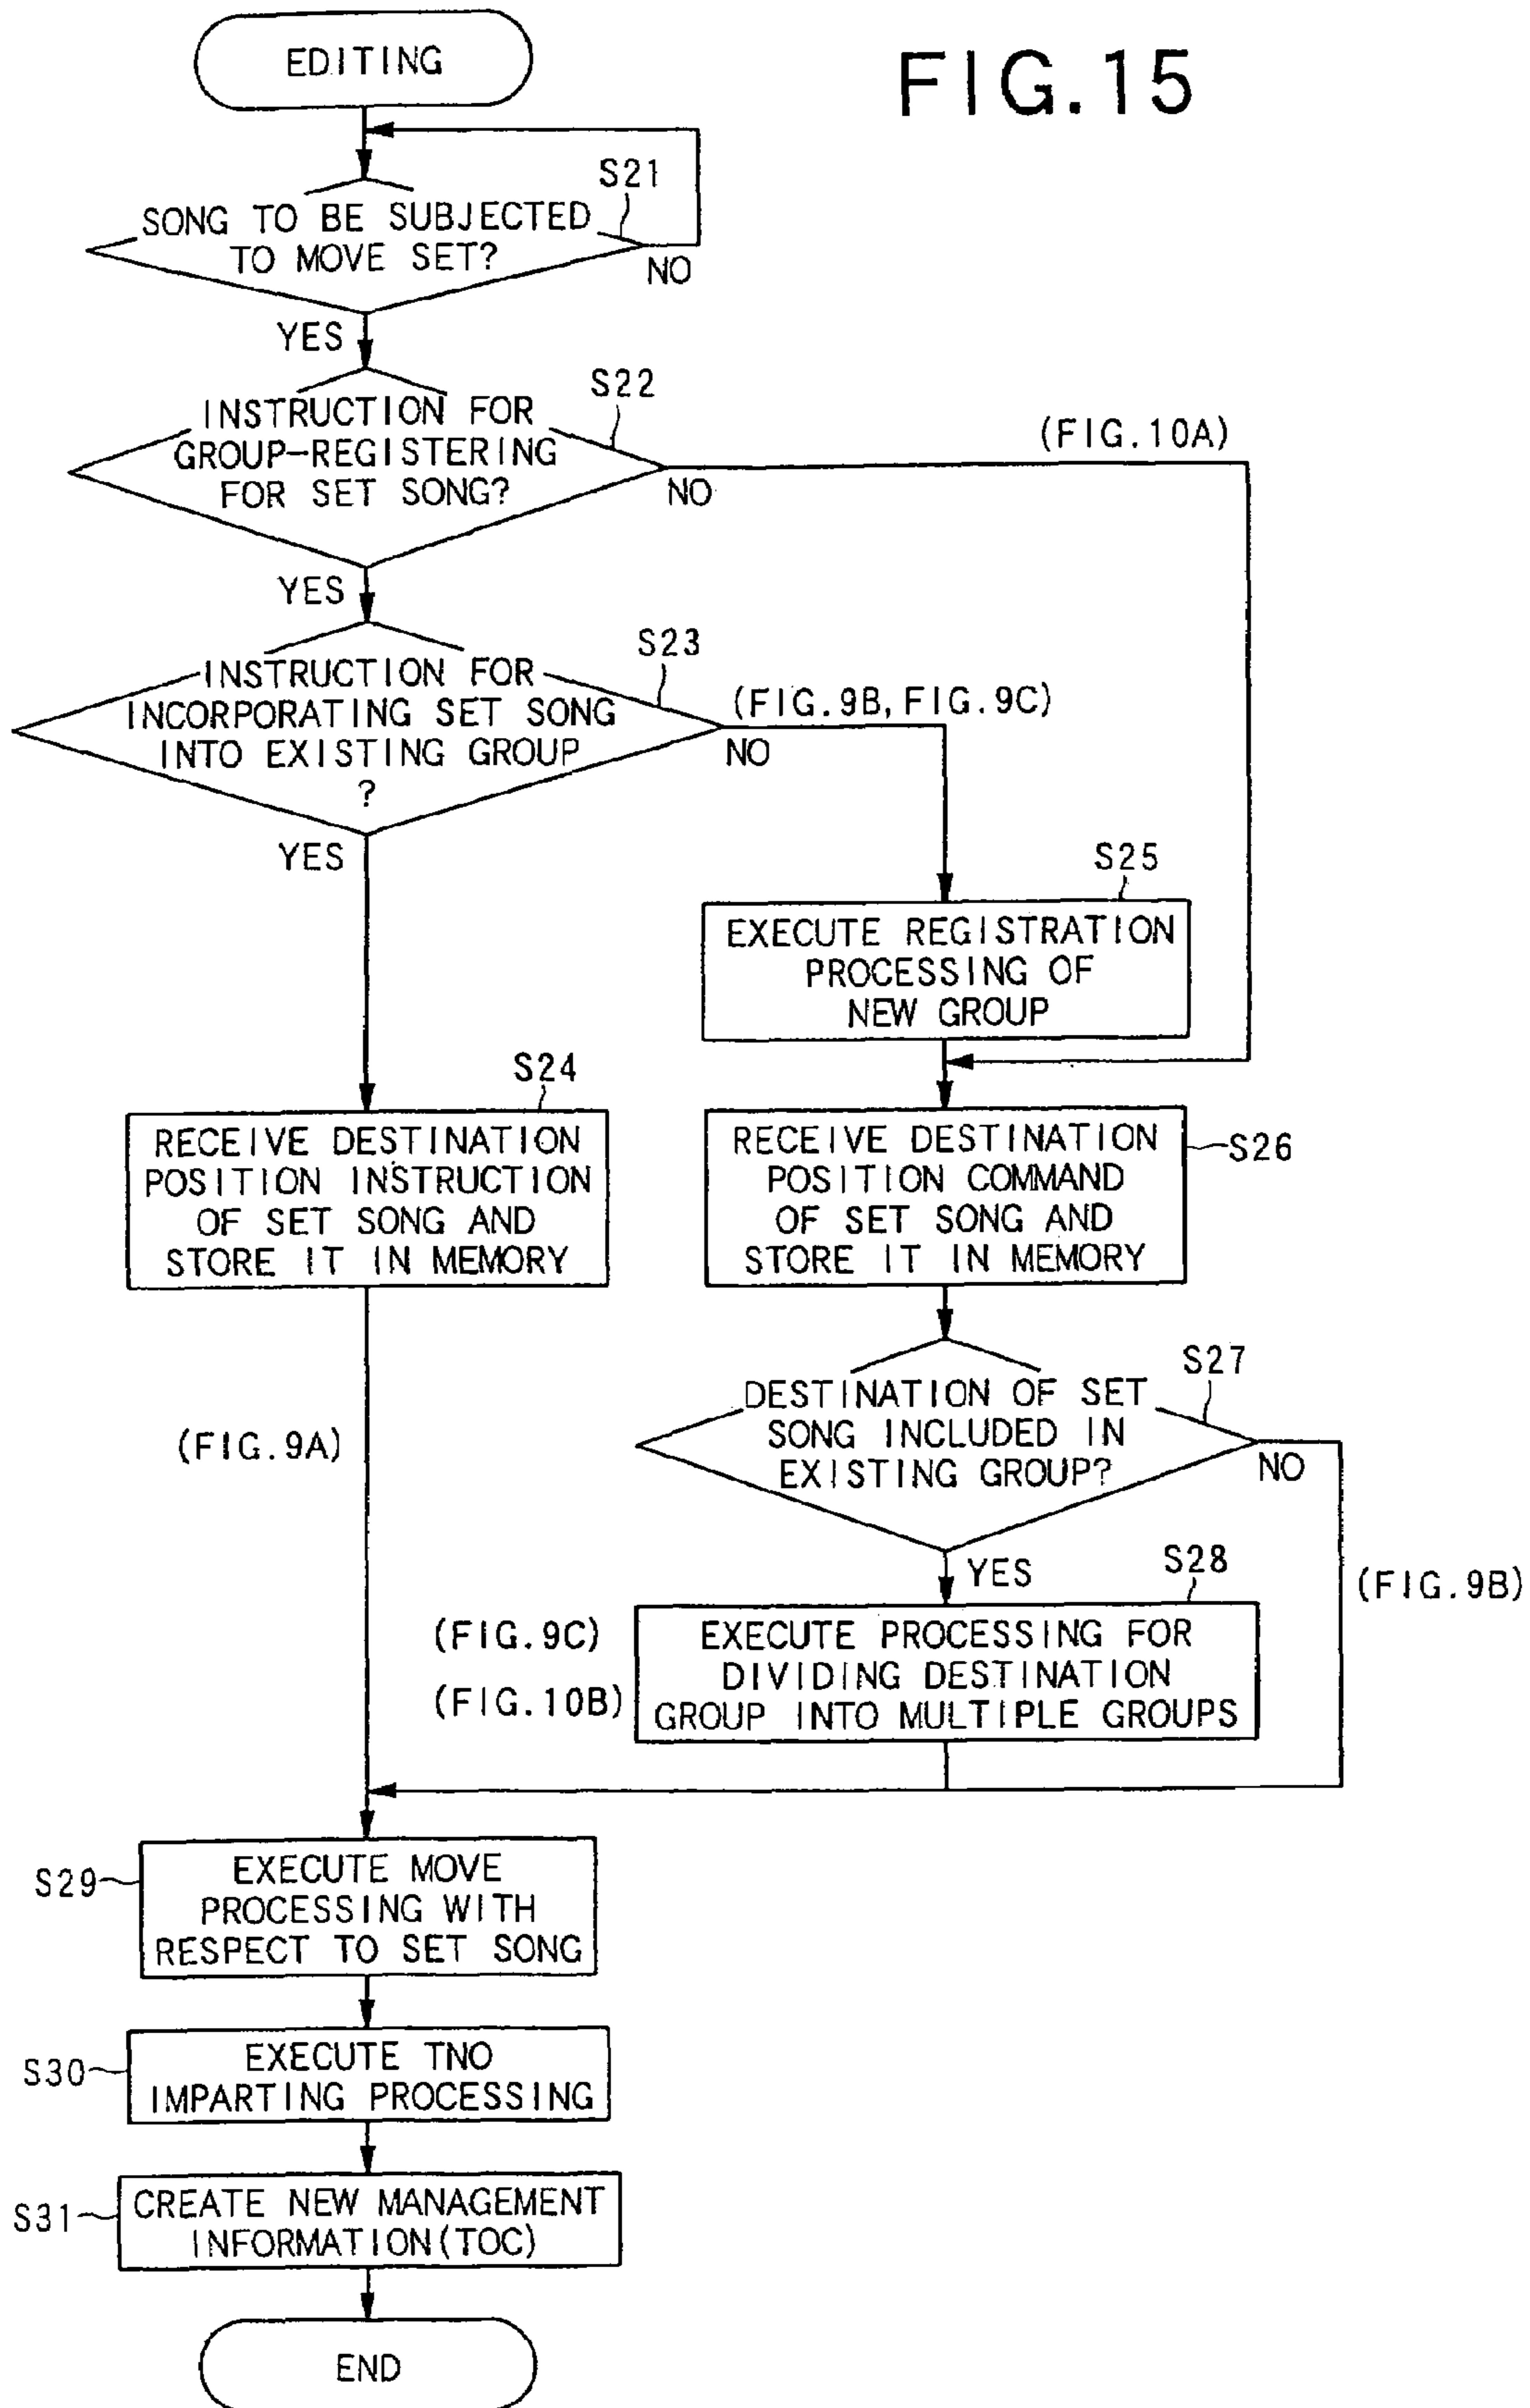 EDITING
FIG.15
S21
SONG TO BE SUBJECTED
TO MOVE SET?
NO
YES
S22
INSTRUCTION FOR
GROUP-REGISTERING
FOR SET SONG?
NO
(FIG.10A)
YES
S23
INSTRUCTION FOR
INCORPORATING SET SONG
INTO EXISTING GROUP
?
(FIG.9B, FIG.9C)
NO
YES
S25
EXECUTE REGISTRATION
PROCESSING OF
NEW GROUP
S24
RECEIVE DESTINATION
POSITION INSTRUCTION
OF SET SONG AND
STORE IT IN MEMORY
RECEIVE DESTINATION
POSITION COMMAND
OF SET SONG AND
STORE IT IN MEMORY
S26
S27
DESTINATION OF SET
SONG INCLUDED IN
EXISTING GROUP?
NO
(FIG.9A)
YES
S28
(FIG.9B)
(FIG.9C)
(FIG.10B)
EXECUTE PROCESSING FOR
DIVIDING DESTINATION
GROUP INTO MULTIPLE GROUPS
S29
EXECUTE MOVE
PROCESSING WITH
RESPECT TO SET SONG
S30
EXECUTE TNO
IMPARTING PROCESSING
S31
CREATE NEW MANAGEMENT
INFORMATION(TOC)
END